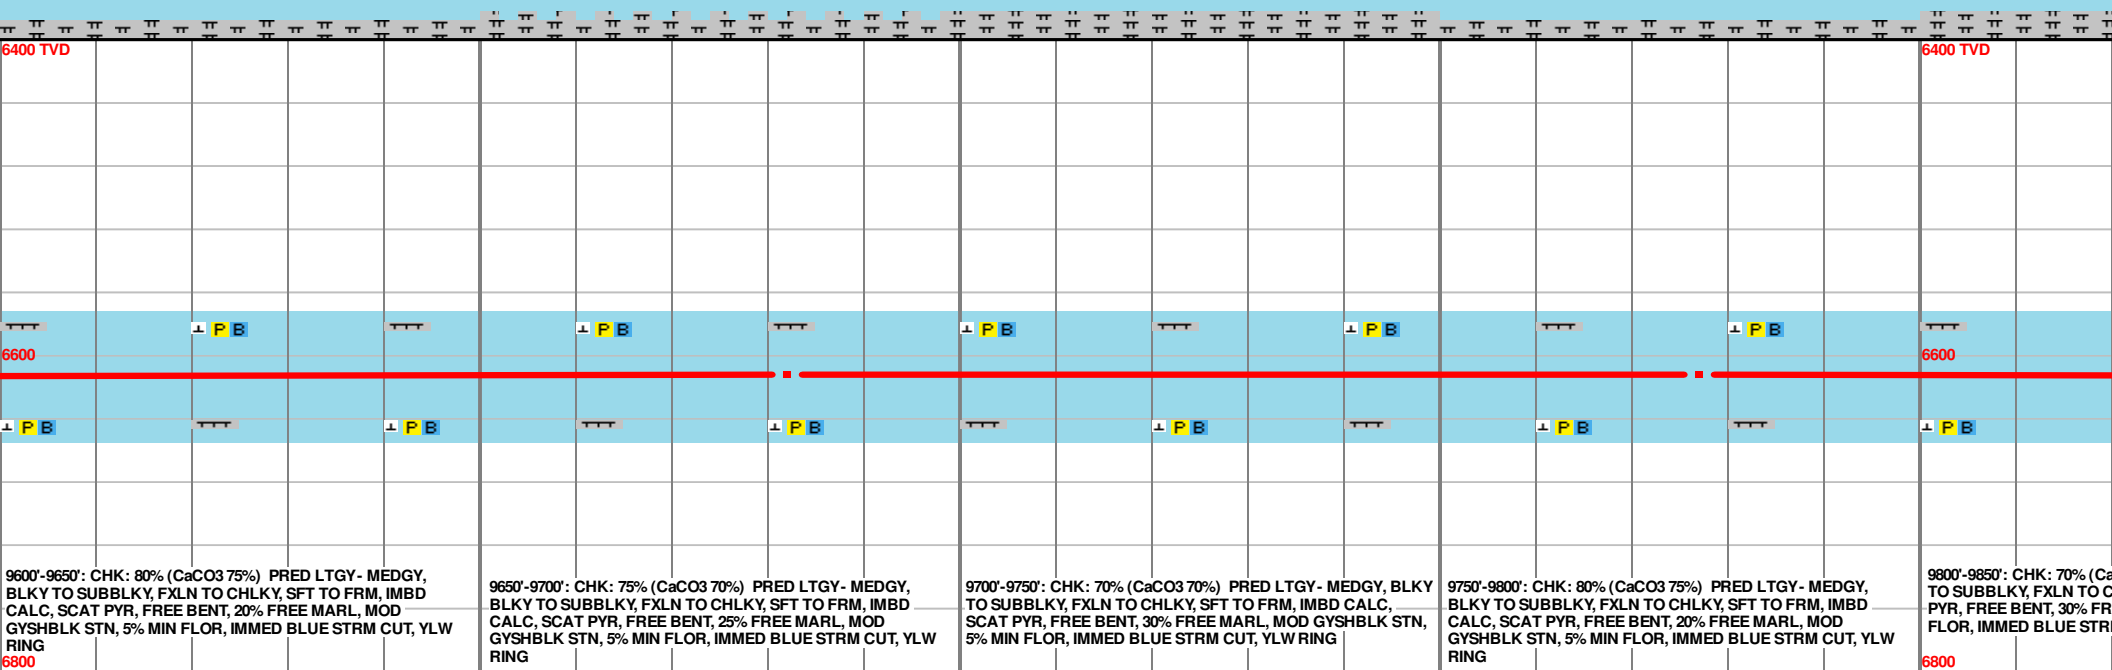 6400 TVD
6400 TVD
P B
P B
P B
P B
P B
6600
6600
P B
P B
P B
P B
P B
P B
9600'-9650': CHK: 80% (CaCO3 75%) PRED LTGY- MEDGY,
BLKY TO SUBBLKY, FXLN TO CHLKY, SFT TO FRM, IMBD
CALC, SCAT PYR, FREE BENT, 20% FREE MARL, MOD
GYSHBLK STN, 5% MIN FLOR, IMMED BLUE STRM CUT, YLW
RING
9650'-9700': CHK: 75% (CaCO3 70%) PRED LTGY- MEDGY,
BLKY TO SUBBLKY, FXLN TO CHLKY, SFT TO FRM, IMBD
CALC, SCAT PYR, FREE BENT, 25% FREE MARL, MOD
GYSHBLK STN, 5% MIN FLOR, IMMED BLUE STRM CUT, YLW
RING
9700'-9750': CHK: 70% (CaCO3 70%) PRED LTGY- MEDGY, BLKY
TO SUBBLKY, FXLN TO CHLKY, SFT TO FRM, IMBD CALC,
SCAT PYR, FREE BENT, 30% FREE MARL, MOD GYSHBLK STN,
5% MIN FLOR, IMMED BLUE STRM CUT, YLW RING
9750'-9800': CHK: 80% (CaCO3 75%) PRED LTGY- MEDGY,
BLKY TO SUBBLKY, FXLN TO CHLKY, SFT TO FRM, IMBD
CALC, SCAT PYR, FREE BENT, 20% FREE MARL, MOD
GYSHBLK STN, 5% MIN FLOR, IMMED BLUE STRM CUT, YLW
RING
9800'-9850': CHK: 70% (Ca
TO SUBBLKY, FXLN TO C
PYR, FREE BENT, 30% FR
FLOR, IMMED BLUE STR
6800
6800